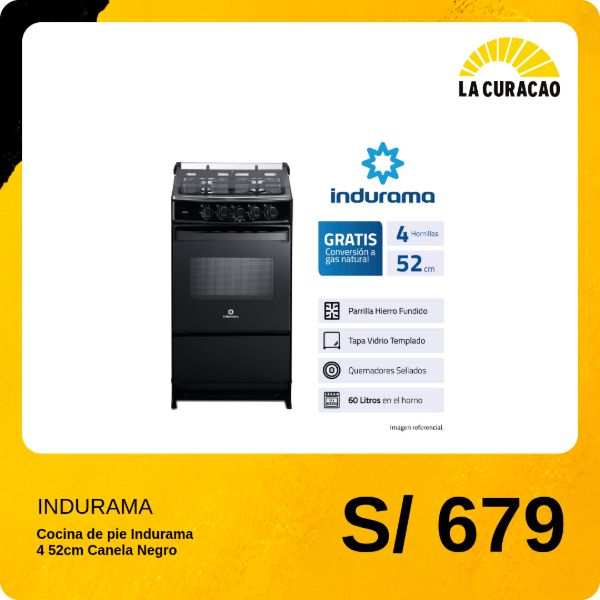 LA CURACAO
indurama
GRATIS
Conversión a
gas natural
4 Hornillas
52 cm
indurama
Parrilla Hierro Fundido
Tapa Vidrio Templado
Quemadores Sellados
60 Litros en el horno
Imagen referencial.
INDURAMA
Cocina de pie Indurama
4 52cm Canela Negro
S/ 679